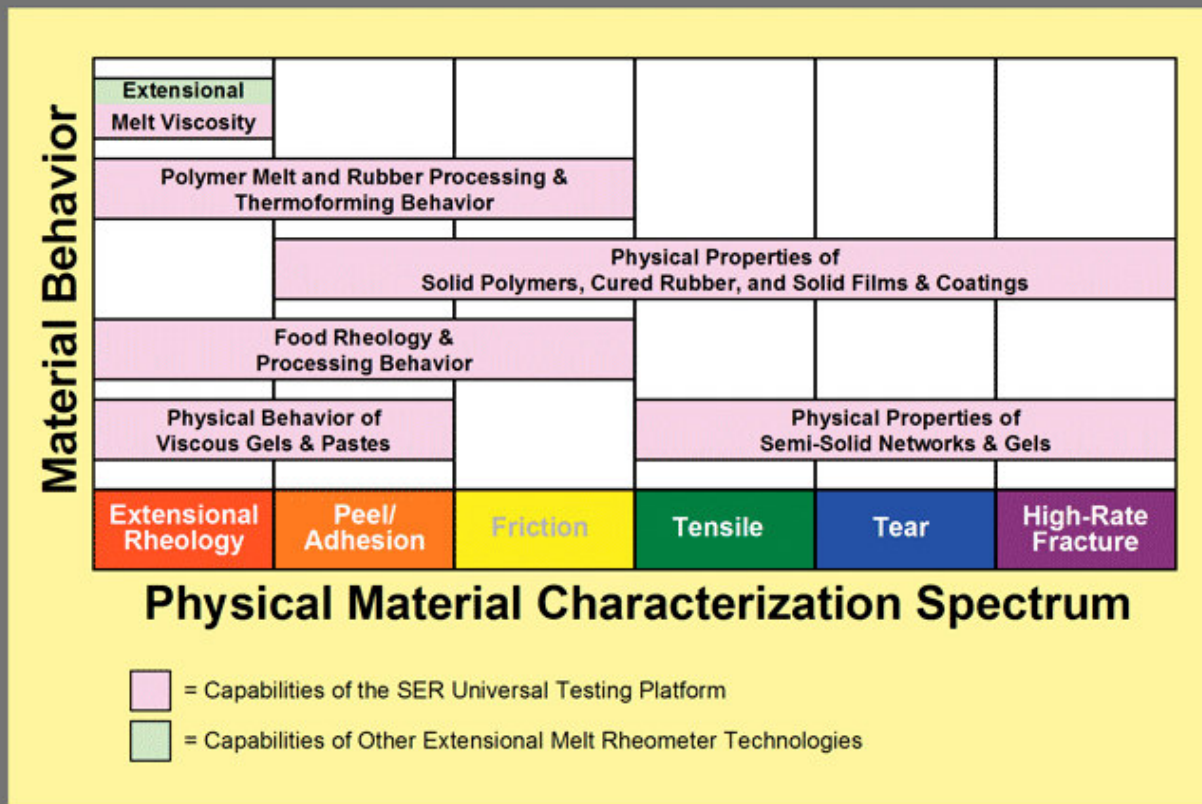 Material Behavior
Extensional
Melt Viscosity
Polymer Melt and Rubber Processing &
Thermoforming Behavior
Physical Properties of
Solid Polymers, Cured Rubber, and Solid Films & Coatings
Food Rheology &
Processing Behavior
Physical Behavior of
Viscous Gels & Pastes
Physical Properties of
Semi-Solid Networks & Gels
Extensional
Rheology
Peel/
Adhesion
Friction
Tensile
Tear
High-Rate
Fracture
Physical Material Characterization Spectrum
= Capabilities of the SER Universal Testing Platform
= Capabilities of Other Extensional Melt Rheometer Technologies